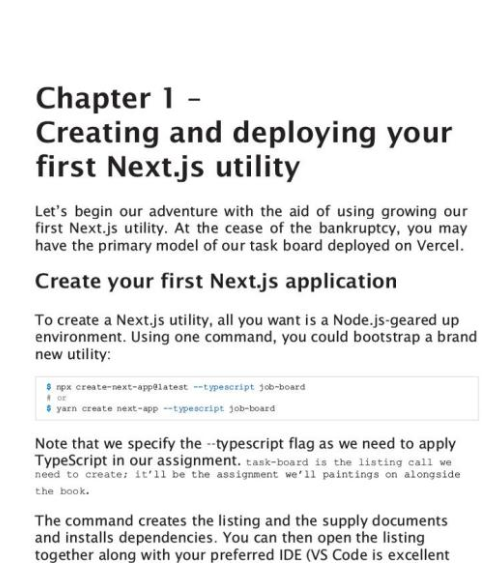 Chapter 1 –
Creating and deploying your
first Next.js utility
Let’s begin our adventure with the aid of using growing our
first Next.js utility. At the cease of the bankruptcy, you may
have the primary model of our task board deployed on Vercel.
Create your first Next.js application
To create a Next.js utility, all you want is a Node.js-geared up
environment. Using one command, you could bootstrap a brand
new utility:
$ npx create-next-app@latest --typescript job-board
# or
$ yarn create next-app --typescript job-board
Note that we specify the --typescript flag as we need to apply
TypeScript in our assignment. task-board is the listing call we
need to create; it’ll be the assignment we’ll paintings on alongside
the book.
The command creates the listing and the supply documents
and installs dependencies. You can then open the listing
together along with your preferred IDE (VS Code is excellent